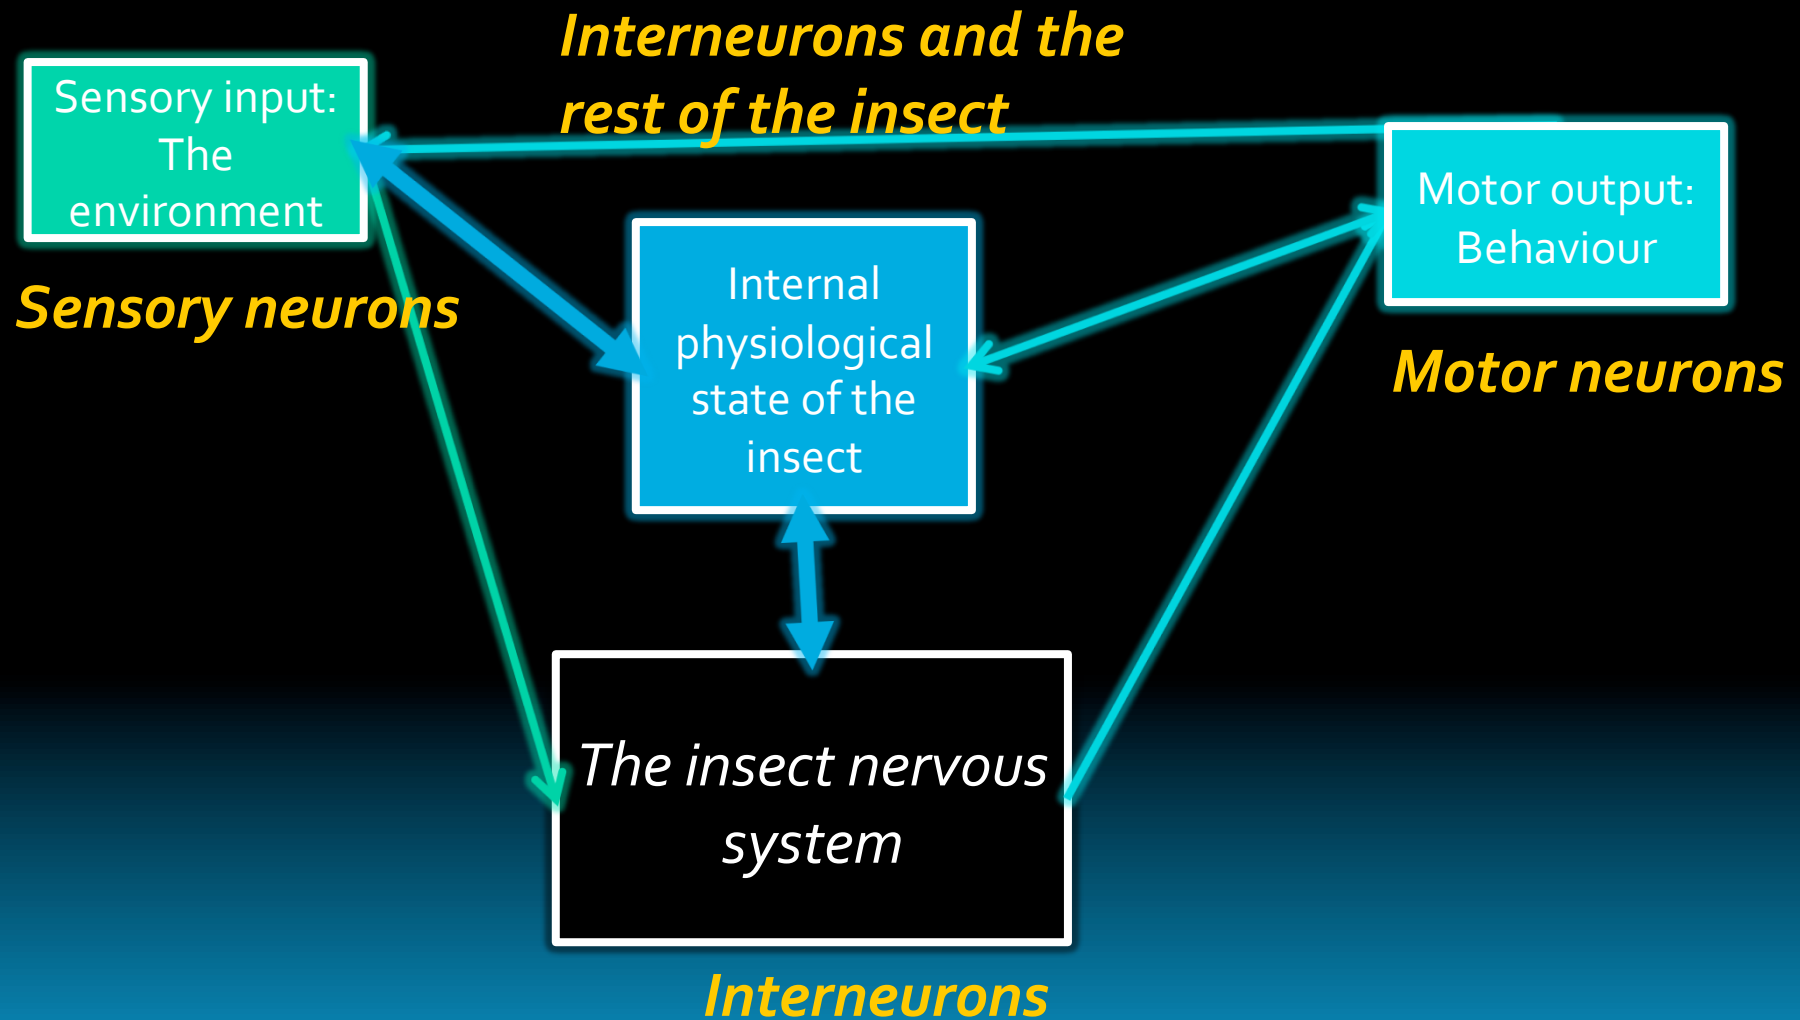 Interneurons and the
rest of the insect
Sensory input:
The
environment
Sensory neurons
Internal
physiological
state of the
insect
Motor output:
Behaviour
Motor neurons
The insect nervous
system
Interneurons